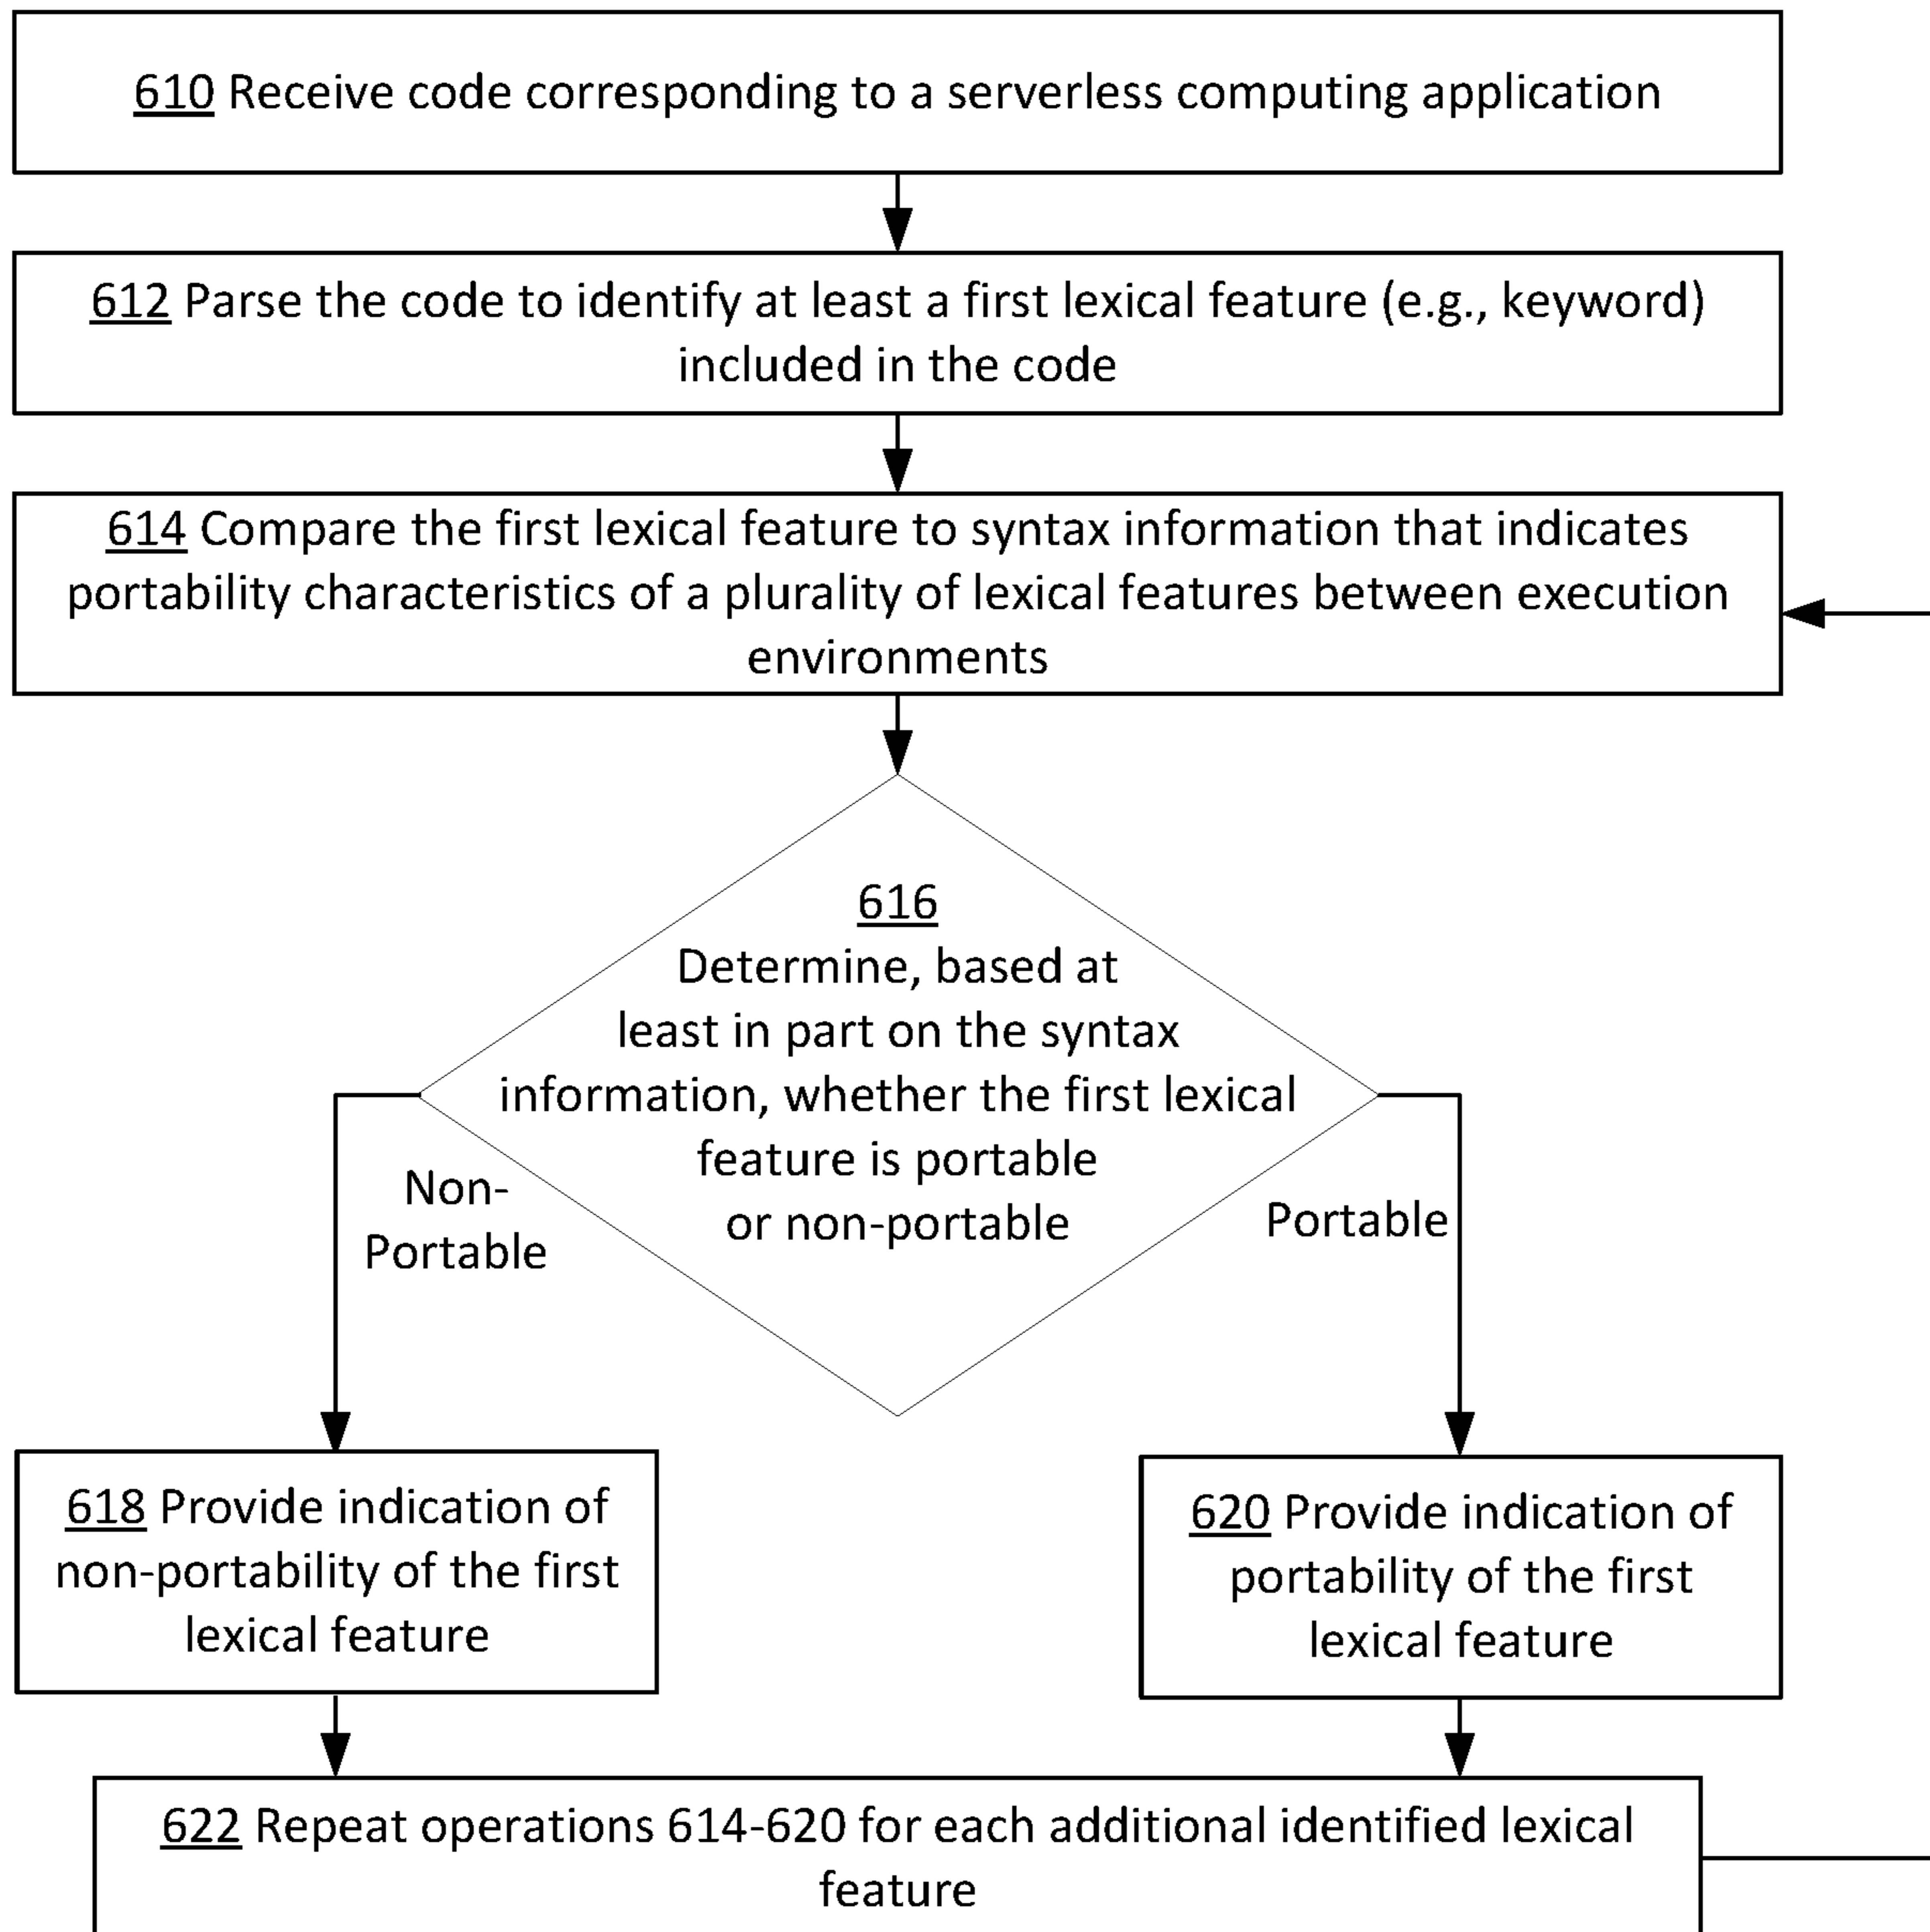 610 Receive code corresponding to a serverless computing application
612 Parse the code to identify at least a first lexical feature (e.g., keyword)
included in the code
614 Compare the first lexical feature to syntax information that indicates
portability characteristics of a plurality of lexical features between execution
environments
616
Determine, based at
least in part on the syntax
information, whether the first lexical
feature is portable
or non-portable
Non-
Portable
Portable
618 Provide indication of
non-portability of the first
lexical feature
620 Provide indication of
portability of the first
lexical feature
622 Repeat operations 614-620 for each additional identified lexical
feature